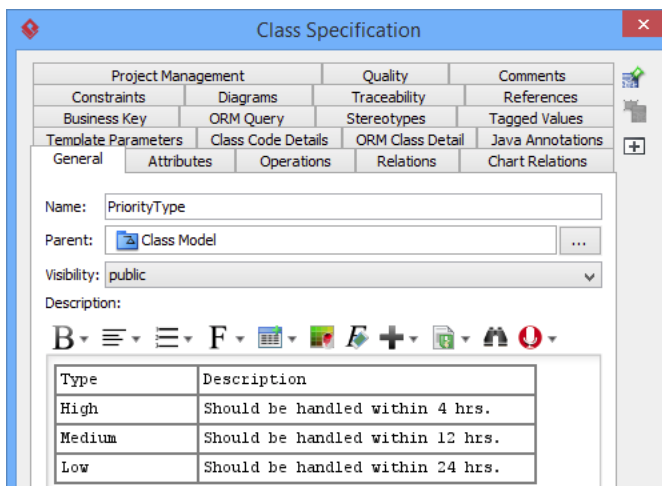 Class Specification
Project Management Quality Comments
Constraints Diagrams Traceability References
Business Key ORM Query Stereotypes Tagged Values
Template Parameters Class Code Details ORM Class Detail Java Annotations
General Attributes Operations Relations Chart Relations
Name: PriorityType
Parent: Class Model ...
Visibility: public
Description:
B F F
Type Description
High Should be handled within 4 hrs.
Medium Should be handled within 12 hrs.
Low Should be handled within 24 hrs.